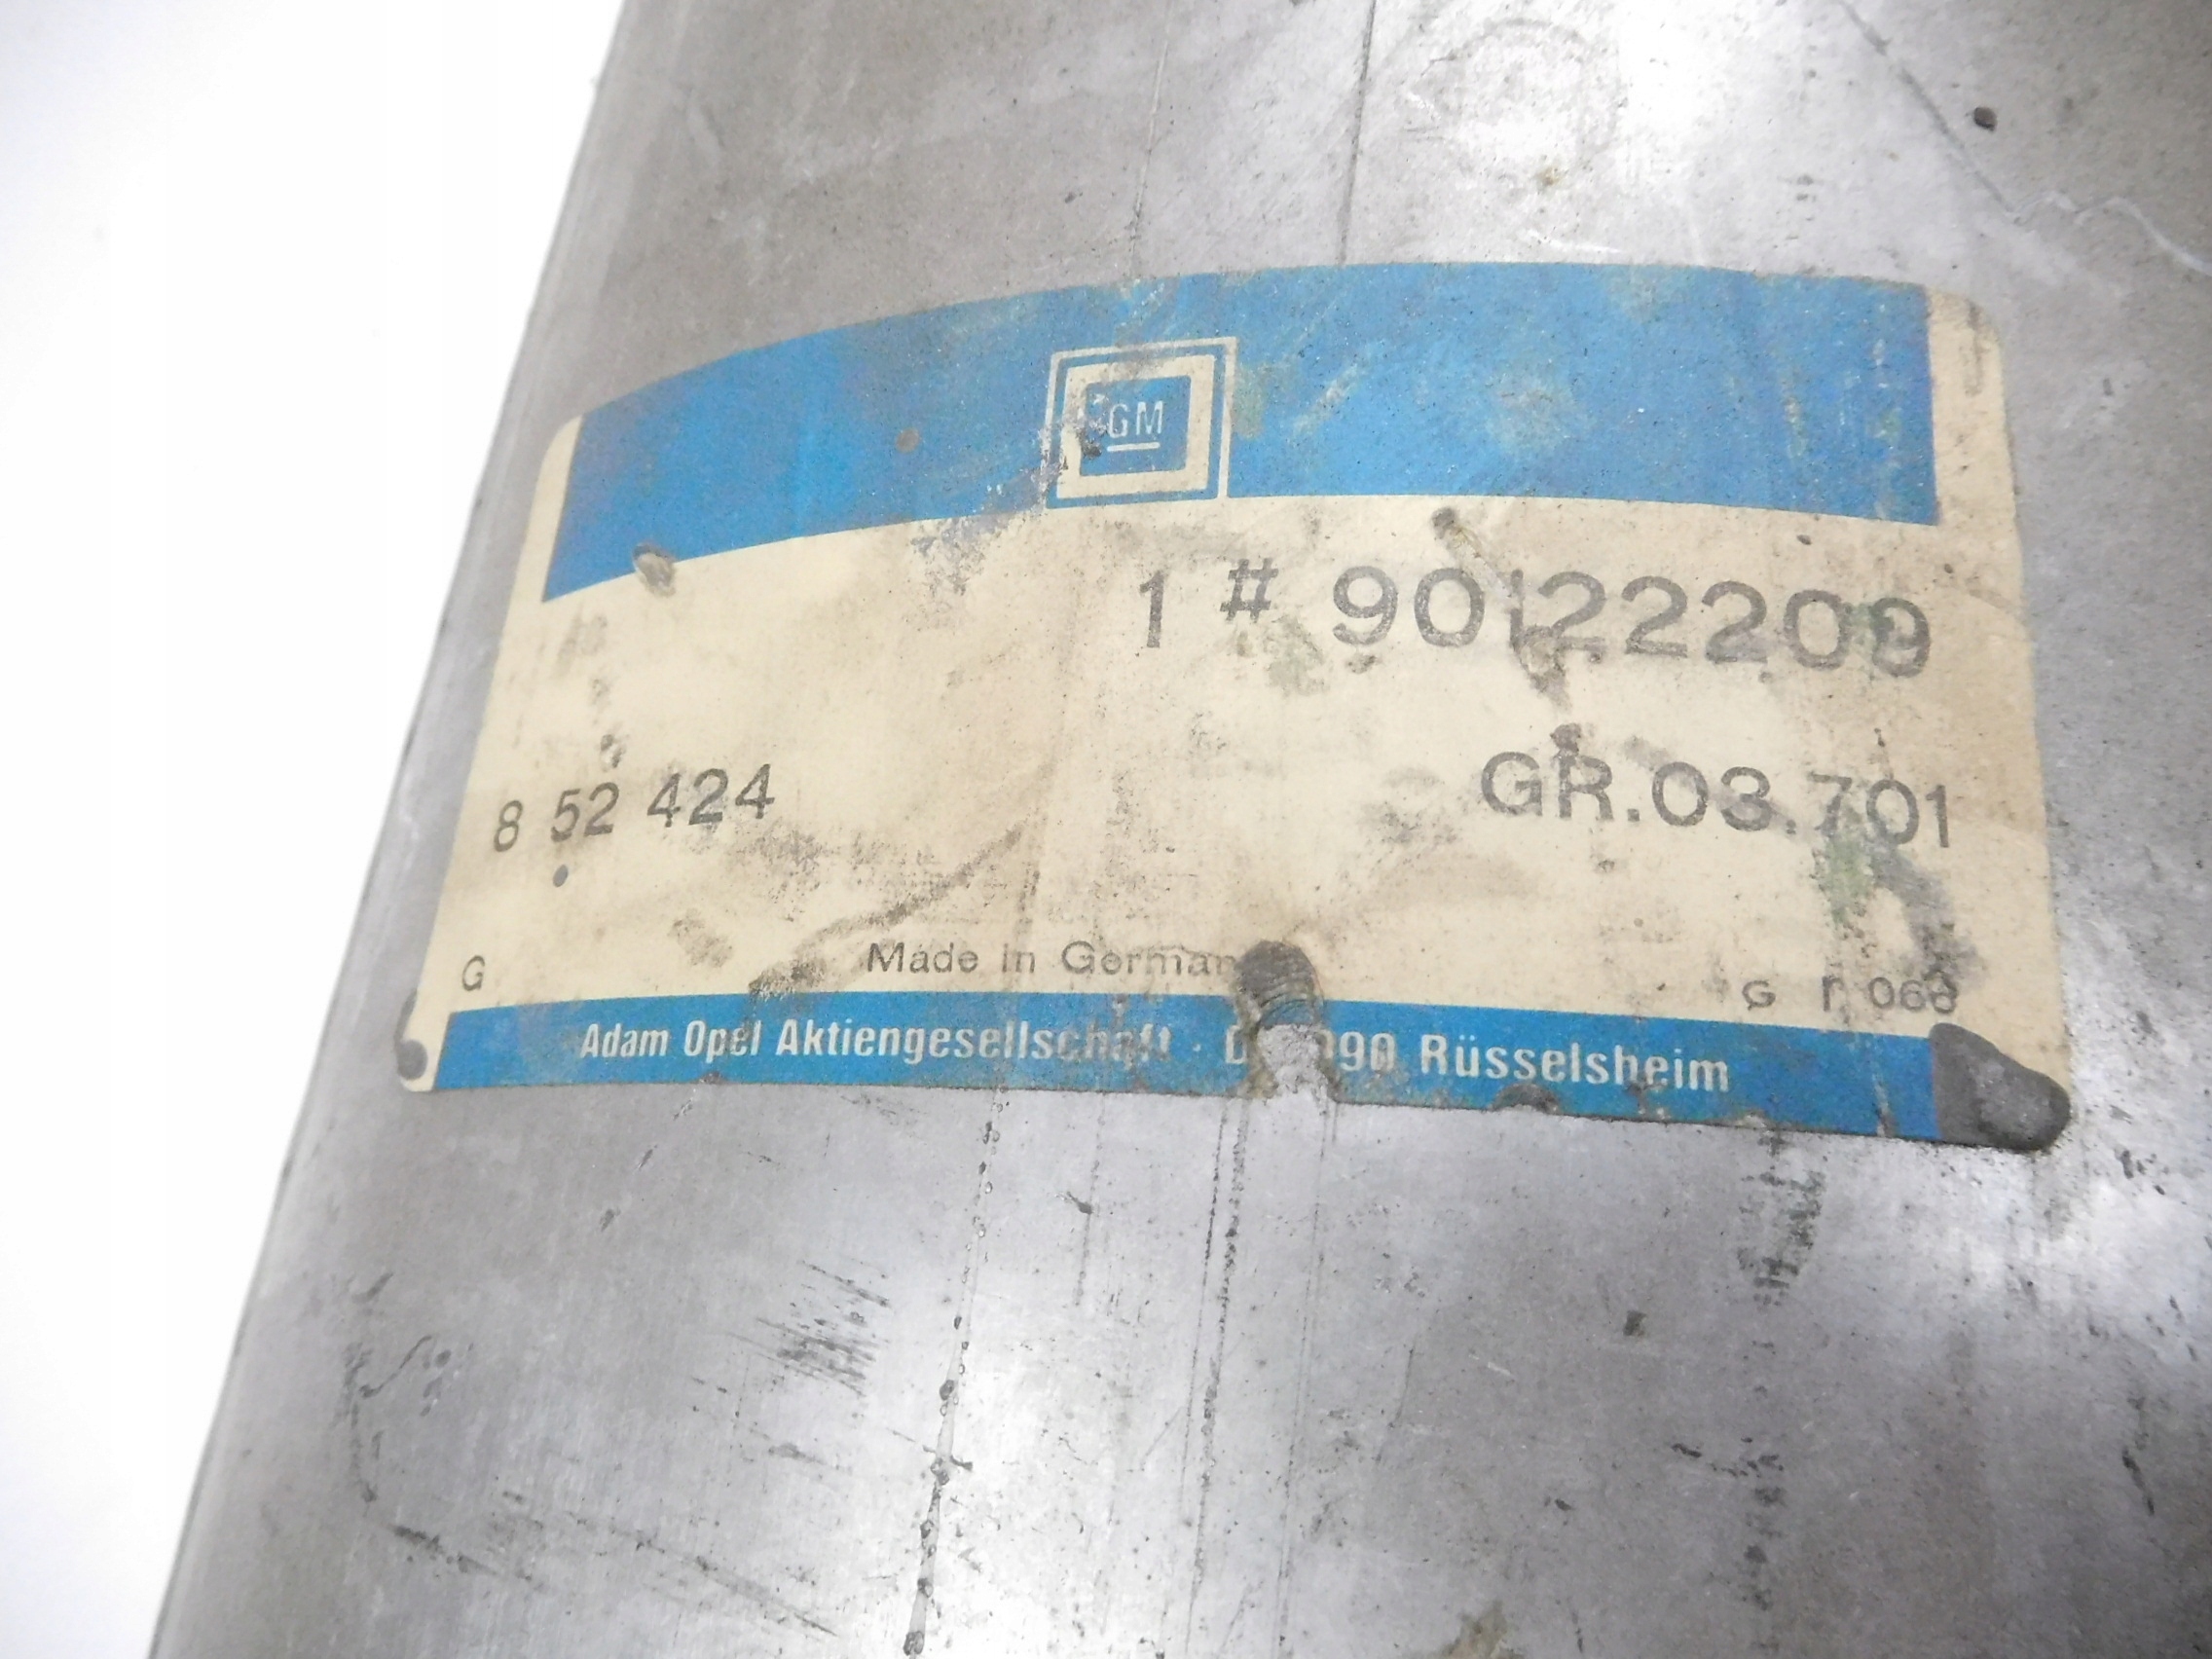 GM
1 # 90122209
8 52 424
GR.03.701
Made in German
G
G
Adam Opel Aktiengesellschaft · Rüsselsheim